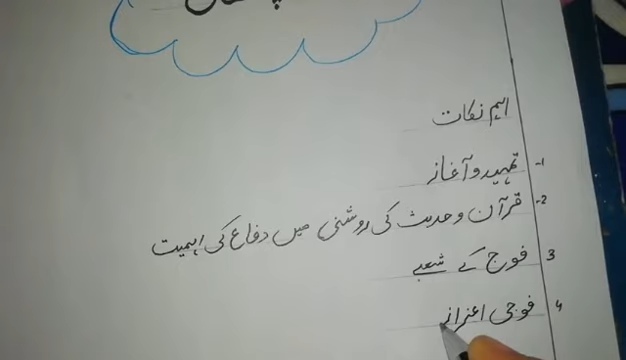 اہم نکات
1- تمہید و آغاز
2- قرآن و حدیث کی روشنی میں دفاع کی اہمیت
3 فوج کے شعبے
4 فوجی اعزاز